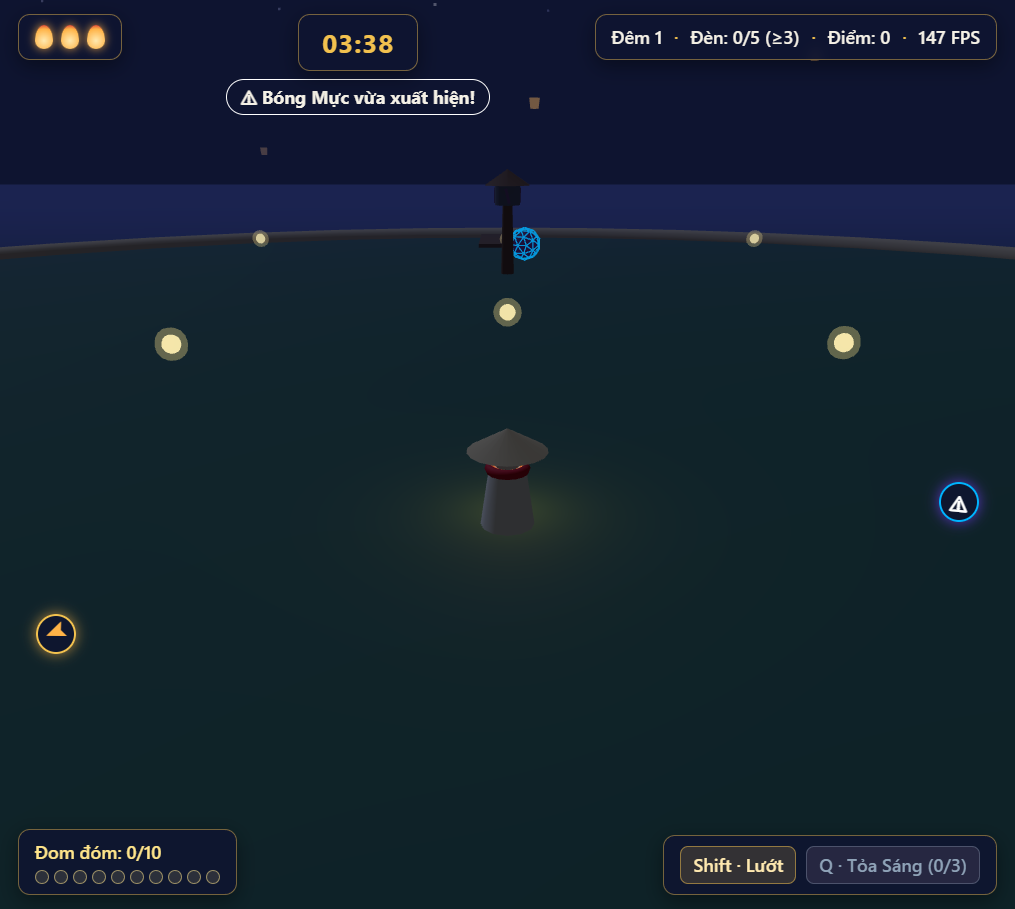 03:38
Đêm 1 · Đèn: 0/5 (≥3) · Điểm: 0 · 147 FPS
⚠ Bóng Mực vừa xuất hiện!
Đom đóm: 0/10
Shift · Lướt
Q · Tỏa Sáng (0/3)